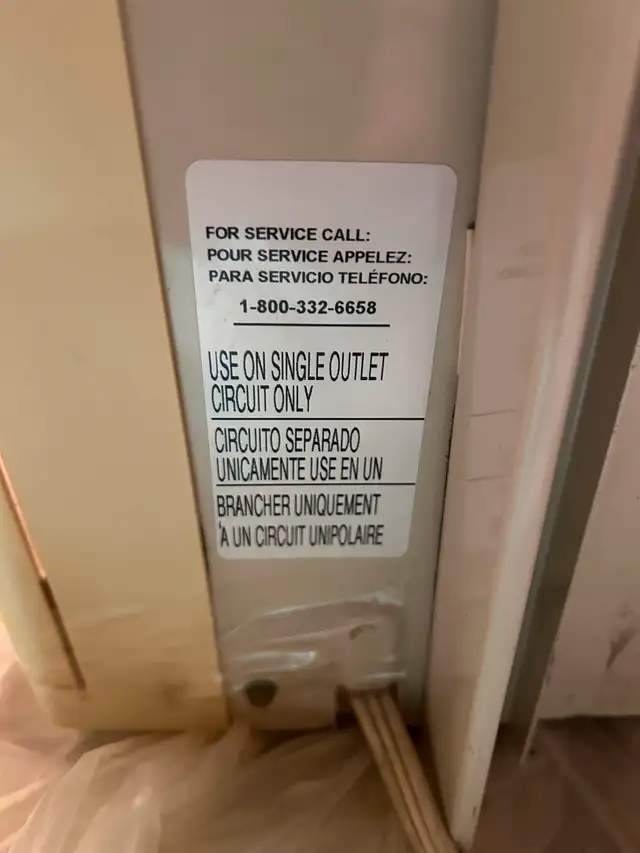 FOR SERVICE CALL:
POUR SERVICE APPELEZ:
PARA SERVICIO TELÉFONO:
1-800-332-6658
USE ON SINGLE OUTLET
CIRCUIT ONLY
CIRCUITO SEPARADO
UNICAMENTE USE EN UN
BRANCHER UNIQUEMENT
'A UN CIRCUIT UNIPOLAIRE